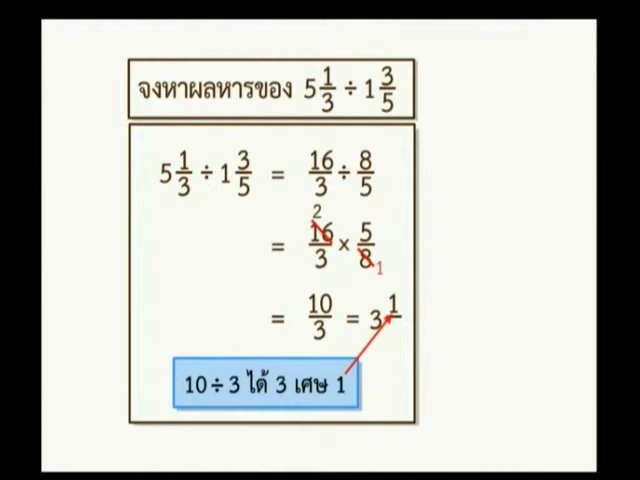 จงหาผลหารของ 5 1/3 ÷ 1 3/5
5 1/3 ÷ 1 3/5 = 16/3 ÷ 8/5
2
= 16/3 × 5/8 1
= 10/3 = 3 1/
10 ÷ 3 ได้ 3 เศษ 1